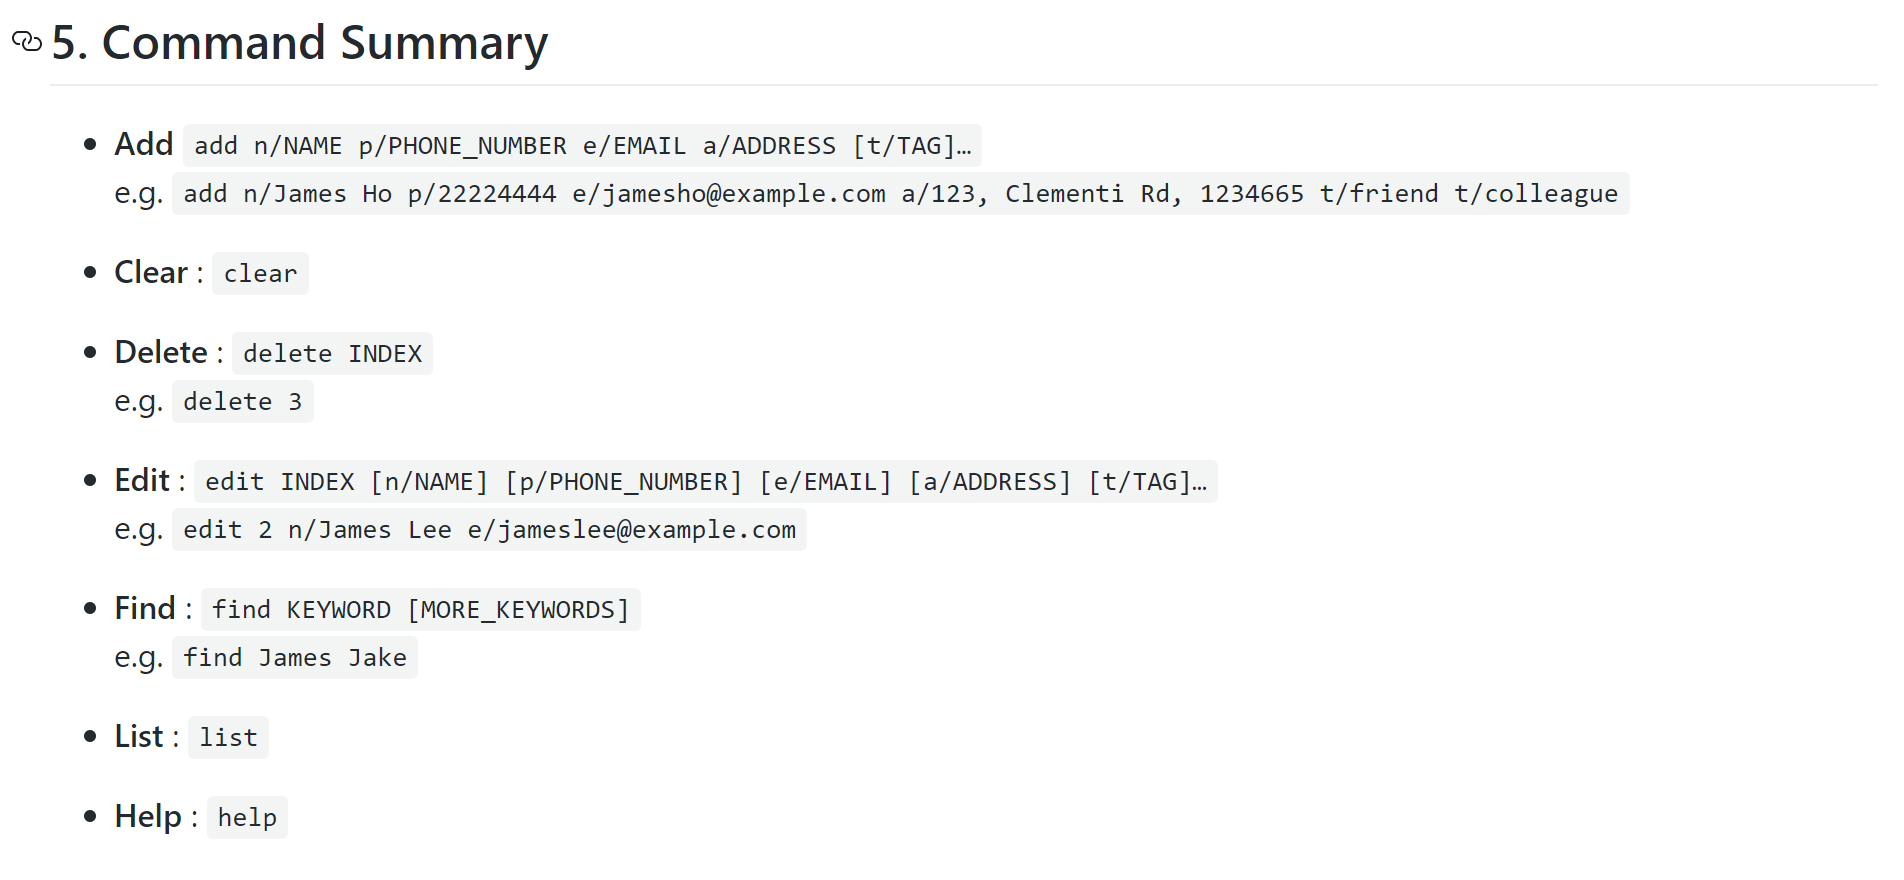 5. Command Summary
• Add add n/NAME p/PHONE_NUMBER e/EMAIL a/ADDRESS [t/TAG]…
e.g. add n/James Ho p/22224444 e/jamesho@example.com a/123, Clementi Rd, 1234665 t/friend t/colleague
• Clear : clear
• Delete : delete INDEX
e.g. delete 3
• Edit : edit INDEX [n/NAME] [p/PHONE_NUMBER] [e/EMAIL] [a/ADDRESS] [t/TAG]…
e.g. edit 2 n/James Lee e/jameslee@example.com
• Find : find KEYWORD [MORE_KEYWORDS]
e.g. find James Jake
• List : list
• Help : help